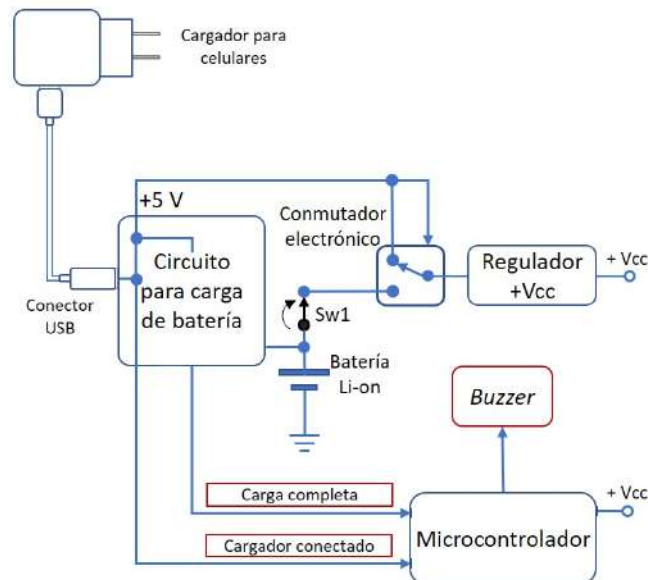 Cargador para
celulares
+5 V
Conmutador
electrónico
Circuito
para carga
de batería
Regulador
+Vcc
+ Vcc
Conector
USB
Sw1
Batería
Li-on
Buzzer
Carga completa
+ Vcc
Microcontrolador
Cargador conectado